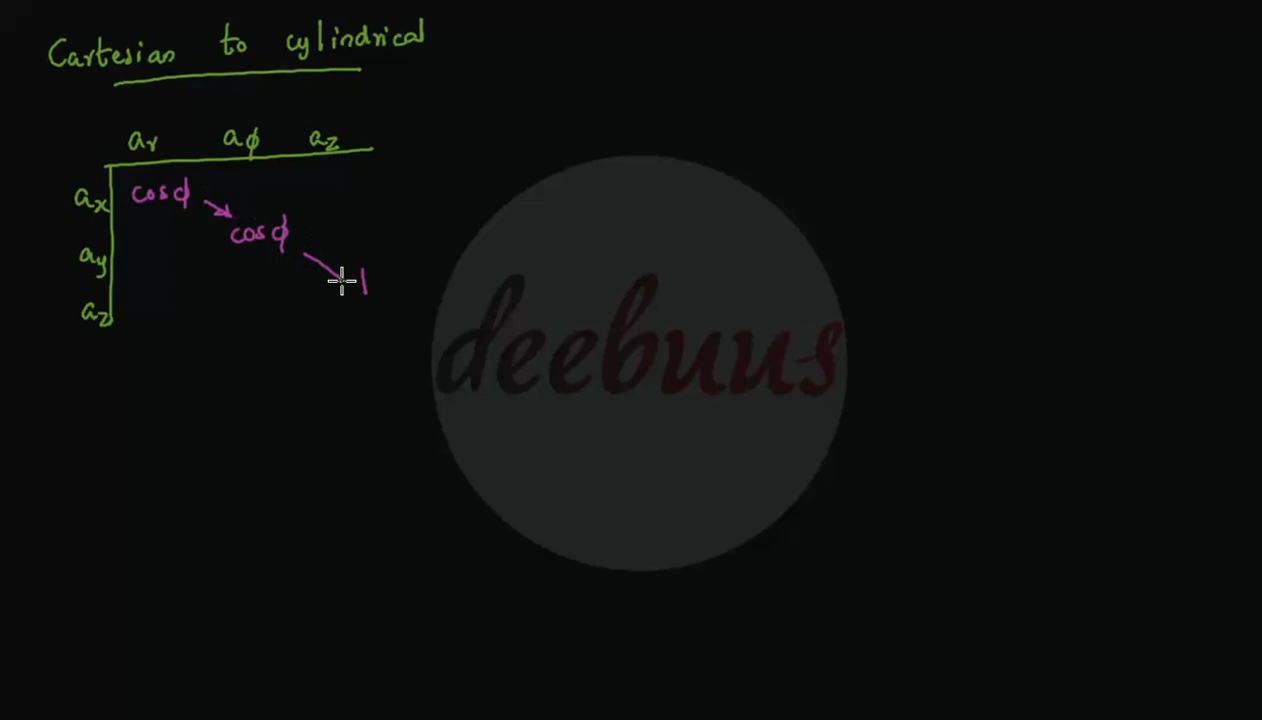 Cartesian to cylindrical
ar aϕ az
ax cosϕ
ay cosϕ
az 1
deebuus